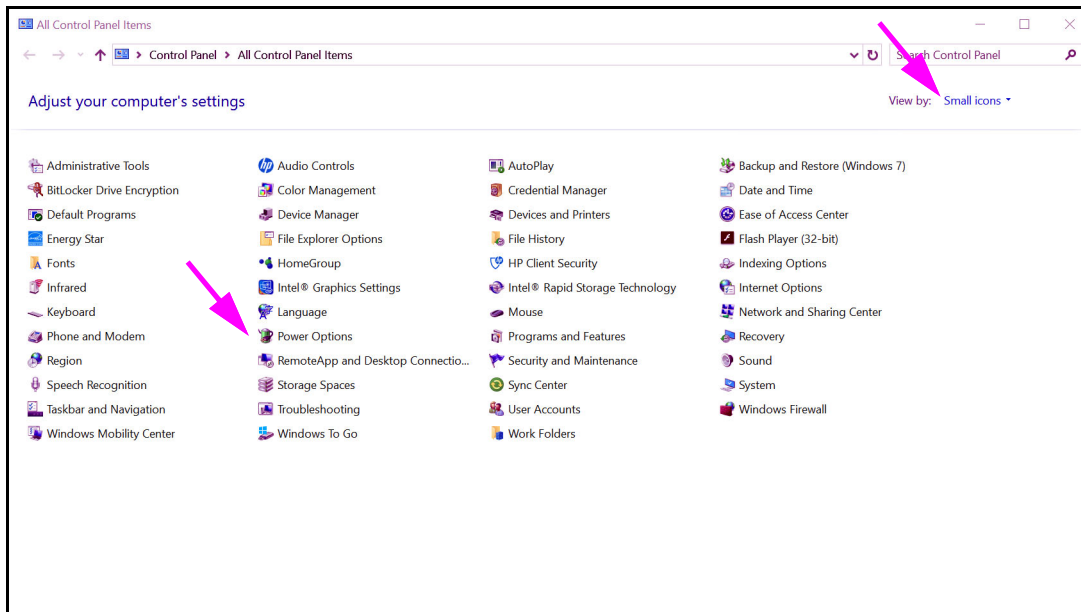 All Control Panel Items
Control Panel > All Control Panel Items
Search Control Panel
Adjust your computer's settings
View by: Small icons
Administrative Tools
Audio Controls
AutoPlay
Backup and Restore (Windows 7)
BitLocker Drive Encryption
Color Management
Credential Manager
Date and Time
Default Programs
Device Manager
Devices and Printers
Ease of Access Center
Energy Star
File Explorer Options
File History
Flash Player (32-bit)
Fonts
HomeGroup
HP Client Security
Indexing Options
Infrared
Intel® Graphics Settings
Intel® Rapid Storage Technology
Internet Options
Keyboard
Language
Mouse
Network and Sharing Center
Phone and Modem
Power Options
Programs and Features
Recovery
Region
RemoteApp and Desktop Connectio...
Security and Maintenance
Sound
Speech Recognition
Storage Spaces
Sync Center
System
Taskbar and Navigation
Troubleshooting
User Accounts
Windows Firewall
Windows Mobility Center
Windows To Go
Work Folders